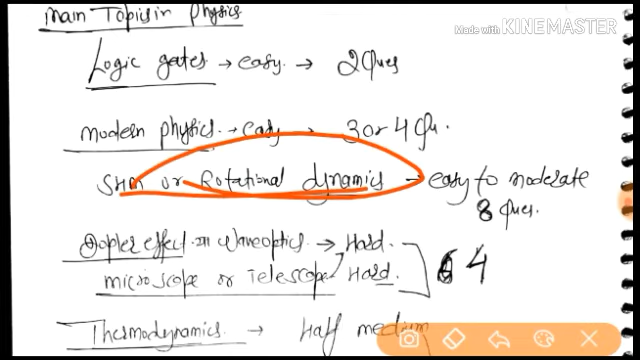 main Topics in physics
Made with KINEMASTER
Logic gates → easy. → 2 Ques
modern physics → easy → 3 or 4 Qu.
SHM or Rotational dynamics → easy to moderate
8 Ques.
Dopler effect in Waveoptics → Hard.
microscope or Telescope Hard. 4
Thermodynamics → Half medium